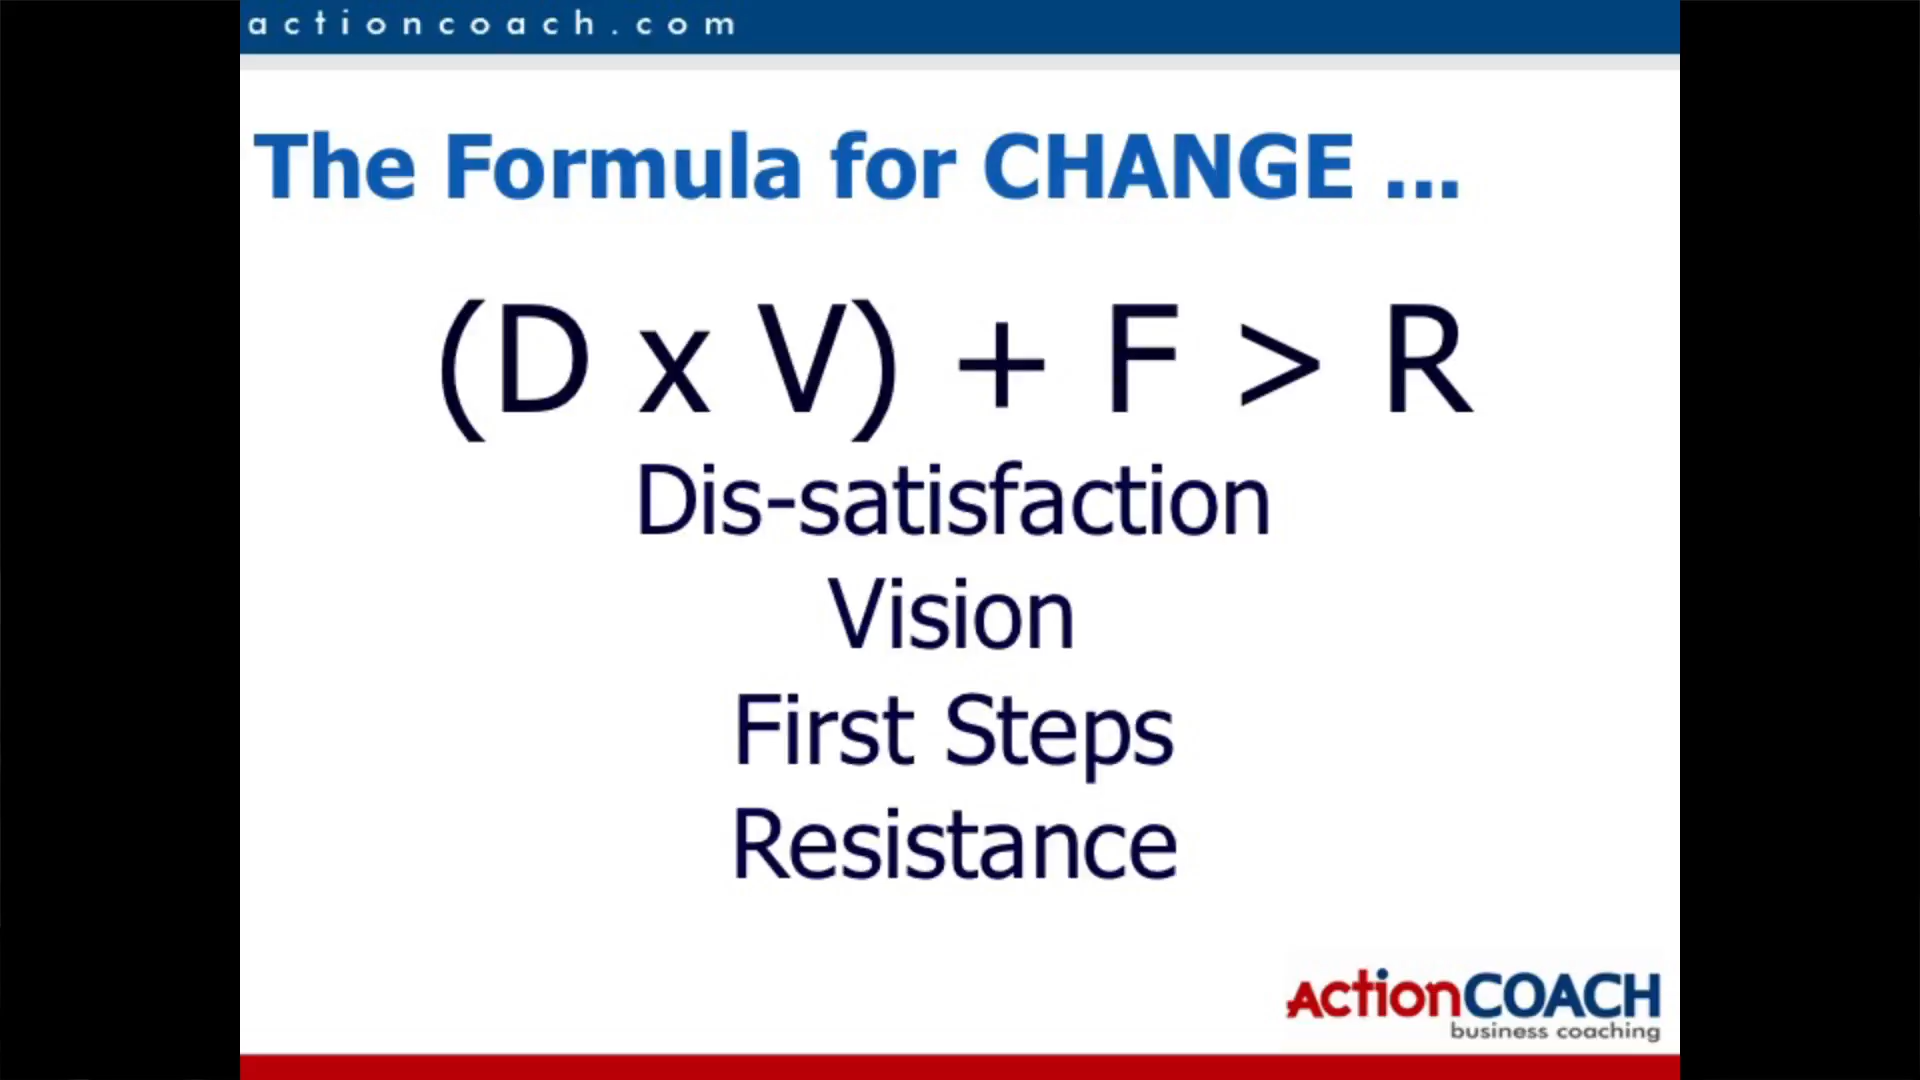 actioncoach.com
The Formula for CHANGE ...
(D x V) + F > R
Dis-satisfaction
Vision
First Steps
Resistance
ActionCOACH
business coaching